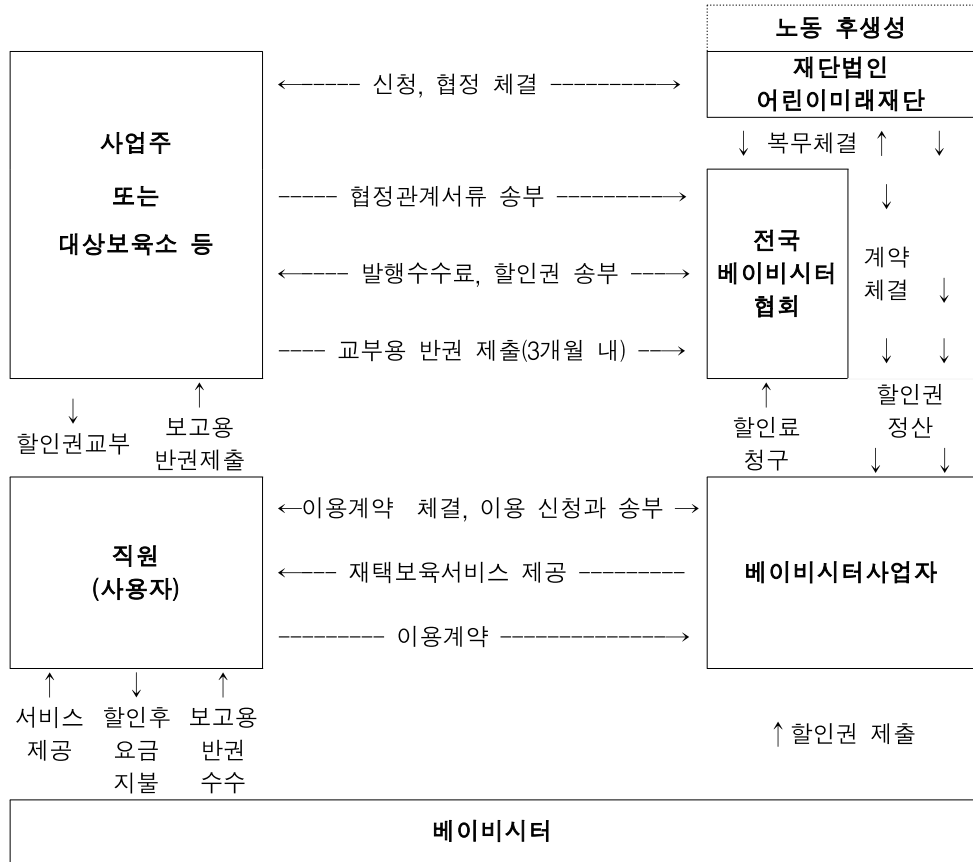 노동 후생성
재단법인
어린이미래재단
←----- 신청, 협정 체결 ----------→
사업주
또는
대상보육소 등
↓ 복무체결 ↑ ↓
----- 협정관계서류 송부 ---------→
↓
전국
베이비시터
협회
계약
체결
↓
←---- 발행수수료, 할인권 송부 ---→
---- 교부용 반권 제출(3개월 내) ---→
↓ ↓
↓
할인권교부
↑
보고용
반권제출
↑
할인료
청구
할인권
정산
↓ ↓
←이용계약 체결, 이용 신청과 송부 →
직원
(사용자)
←---- 재택보육서비스 제공 ---------
베이비시터사업자
--------- 이용계약 ----------------→
↑ ↓ ↑
서비스
제공
할인후
요금
지불
보고용
반권
수수
↑ 할인권 제출
베이비시터